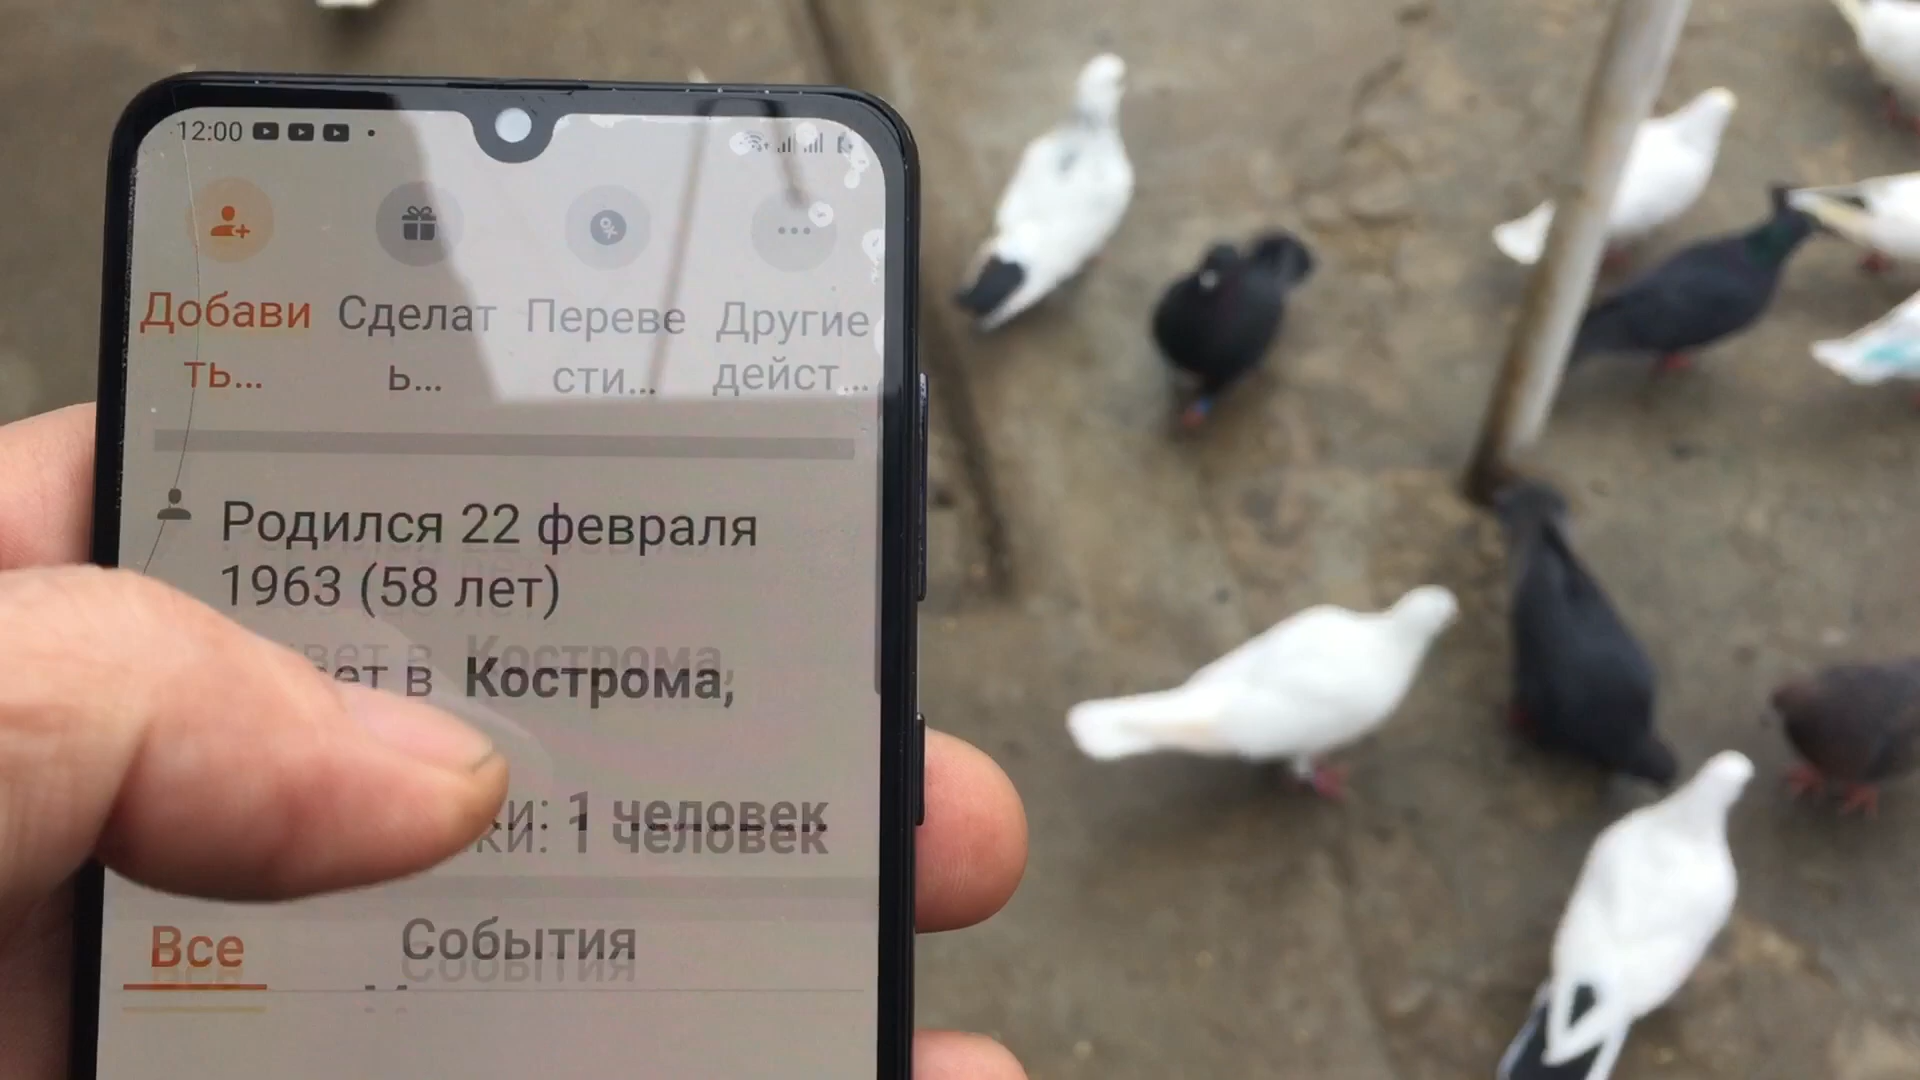 12:00
Добави Сделат Переве Другие
ть... ь... сти... дейст...
Родился 22 февраля
1963 (58 лет)
в Кострома,
1 человек
Все События